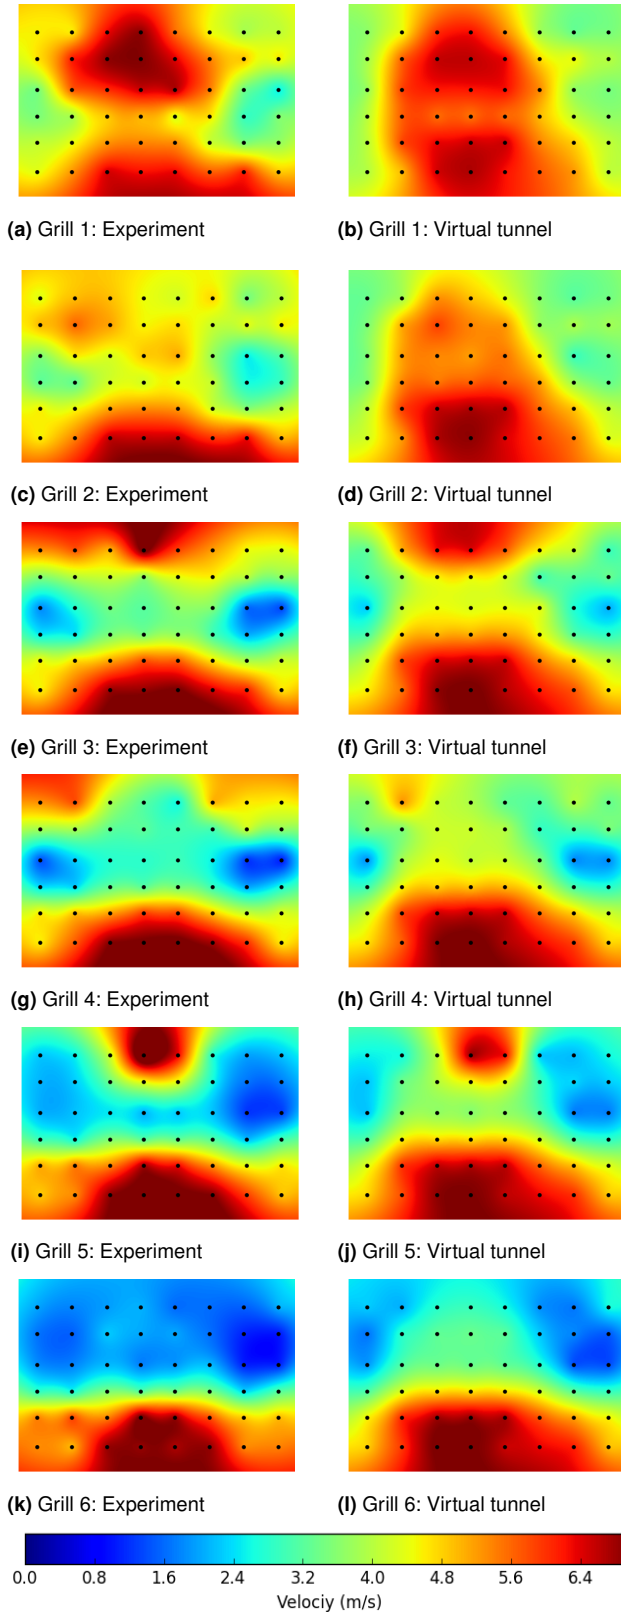 (a) Grill 1: Experiment
(b) Grill 1: Virtual tunnel
(c) Grill 2: Experiment
(d) Grill 2: Virtual tunnel
(e) Grill 3: Experiment
(f) Grill 3: Virtual tunnel
(g) Grill 4: Experiment
(h) Grill 4: Virtual tunnel
(i) Grill 5: Experiment
(j) Grill 5: Virtual tunnel
(k) Grill 6: Experiment
(l) Grill 6: Virtual tunnel
0.0 0.8 1.6 2.4 3.2 4.0 4.8 5.6 6.4
Velociy (m/s)